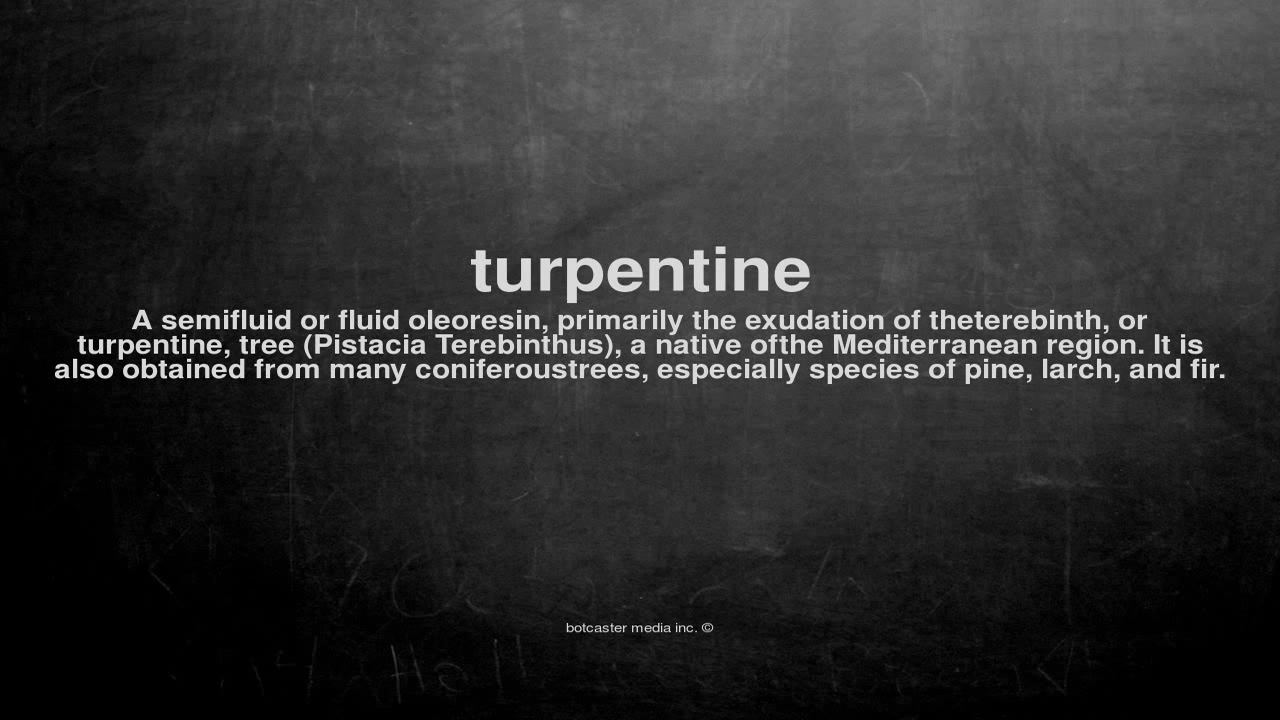 turpentine
A semifluid or fluid oleoresin, primarily the exudation of theterebinth, or
turpentine, tree (Pistacia Terebinthus), a native ofthe Mediterranean region. It is
also obtained from many coniferoustrees, especially species of pine, larch, and fir.
botcaster media inc. ©